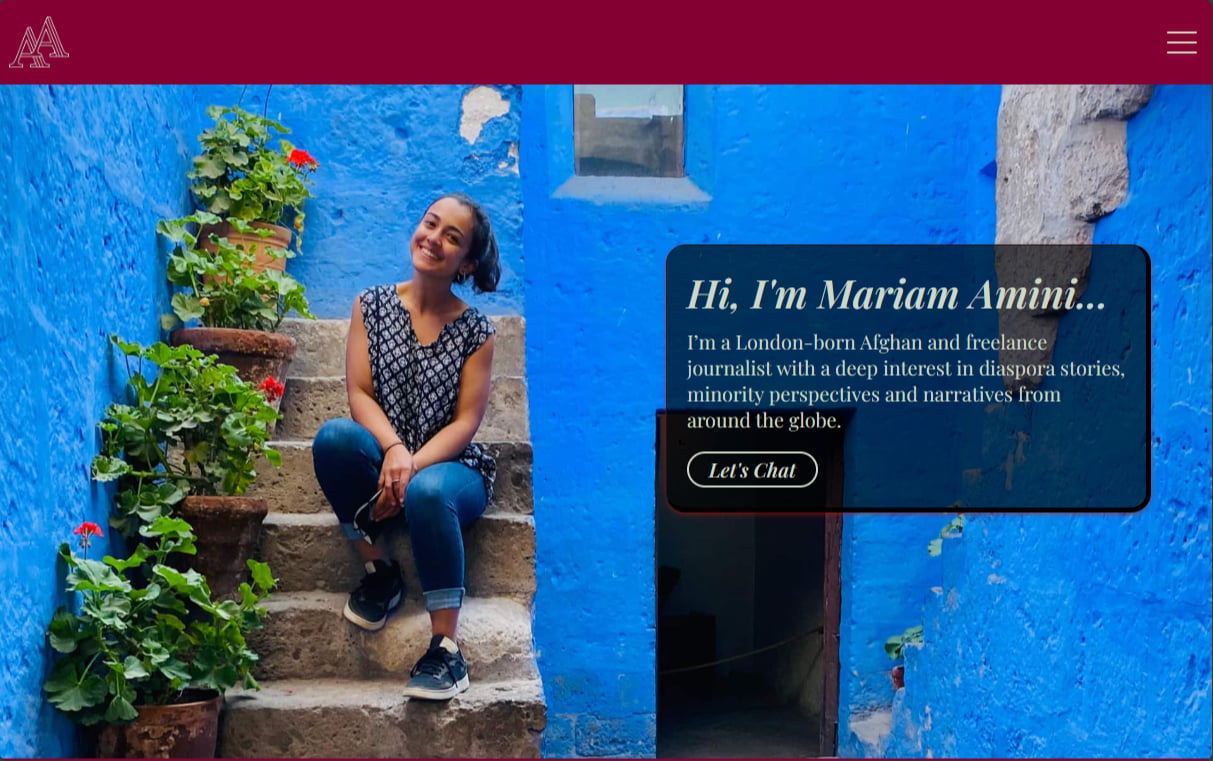 AA
Hi, I'm Mariam Amini...
I'm a London-born Afghan and freelance
journalist with a deep interest in diaspora stories,
minority perspectives and narratives from
around the globe.
Let's Chat